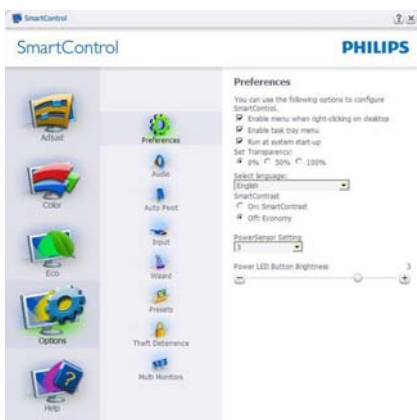 SmartControl
SmartControl
PHILIPS
Adjust
Color
Eco
Options
Help
Preferences
Audio
Auto Pivot
Input
Wizard
Presets
Theft Deterrence
Multi Monitors
Preferences
You can use the following options to configure
SmartControl.
Enable menu when right-clicking on desktop
Enable task tray menu
Run at system start-up
Set Transparency:
0% 50% 100%
Select language:
English
SmartContrast
On: SmartContrast
Off: Economy
PowerSensor Setting
3
Power LED Button Brightness 3